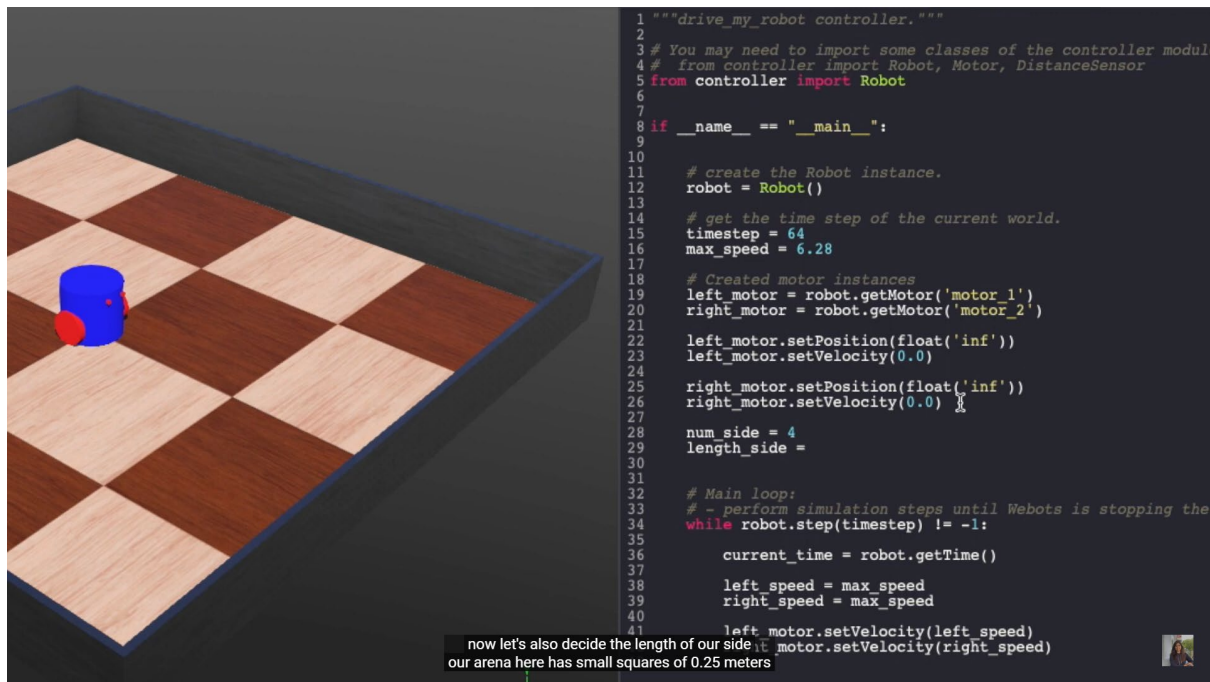 1 """drive_my_robot controller."""
2
3 # You may need to import some classes of the controller modul
4 #  from controller import Robot, Motor, DistanceSensor
5 from controller import Robot
6
7
8 if __name__ == "__main__":
9
10
11     # create the Robot instance.
12     robot = Robot()
13
14     # get the time step of the current world.
15     timestep = 64
16     max_speed = 6.28
17
18     # Created motor instances
19     left_motor = robot.getMotor('motor_1')
20     right_motor = robot.getMotor('motor_2')
21
22     left_motor.setPosition(float('inf'))
23     left_motor.setVelocity(0.0)
24
25     right_motor.setPosition(float('inf'))
26     right_motor.setVelocity(0.0)
27
28     num_side = 4
29     length_side =
30
31
32     # Main loop:
33     # - perform simulation steps until Webots is stopping the
34     while robot.step(timestep) != -1:
35
36         current_time = robot.getTime()
37
38         left_speed = max_speed
39         right_speed = max_speed
40
41         left_motor.setVelocity(left_speed)
_motor.setVelocity(right_speed)
now let's also decide the length of our side
our arena here has small squares of 0.25 meters